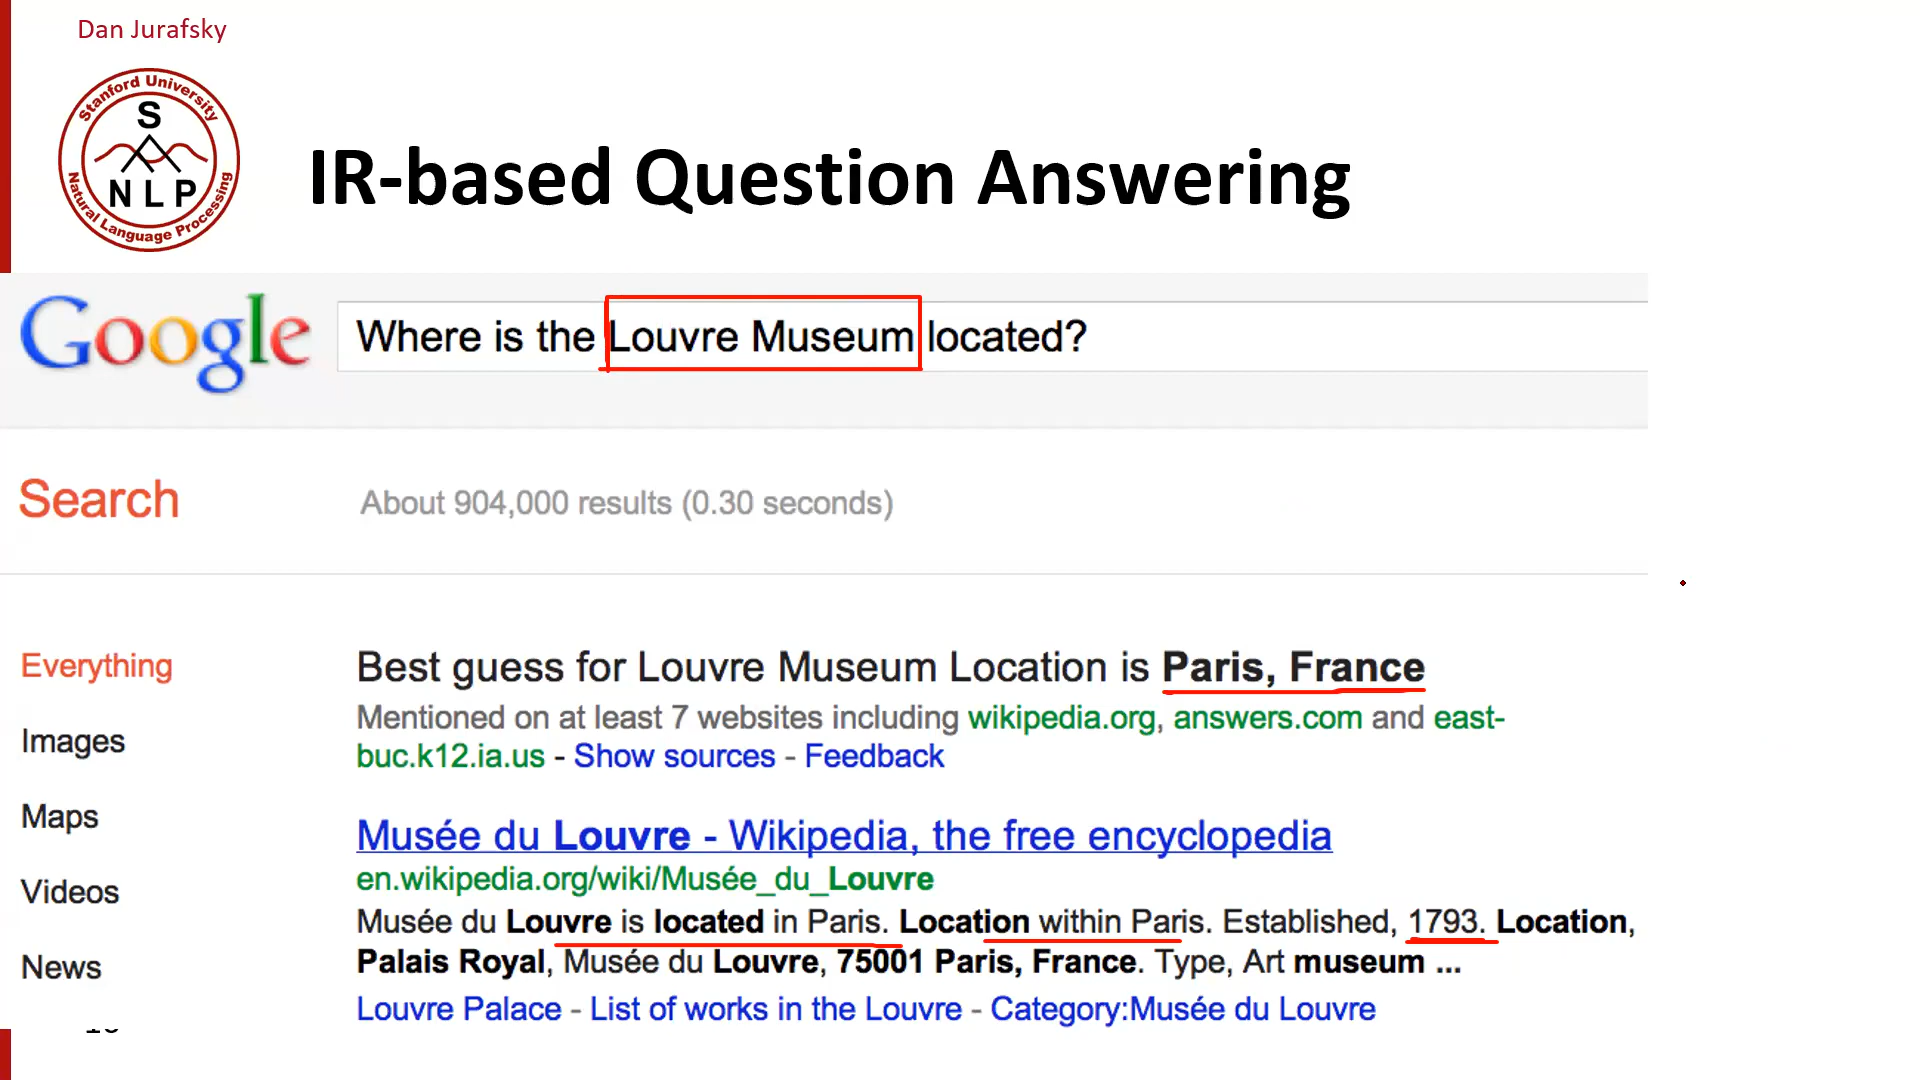 Dan Jurafsky
Stanford University
S
NLP
Natural Language Processing
IR-based Question Answering
Google
Where is the Louvre Museum located?
Search
About 904,000 results (0.30 seconds)
Everything
Images
Maps
Videos
News
Best guess for Louvre Museum Location is Paris, France
Mentioned on at least 7 websites including wikipedia.org, answers.com and east-
buc.k12.ia.us - Show sources - Feedback
Musée du Louvre - Wikipedia, the free encyclopedia
en.wikipedia.org/wiki/Musée_du_Louvre
Musée du Louvre is located in Paris. Location within Paris. Established, 1793. Location,
Palais Royal, Musée du Louvre, 75001 Paris, France. Type, Art museum ...
Louvre Palace - List of works in the Louvre - Category:Musée du Louvre